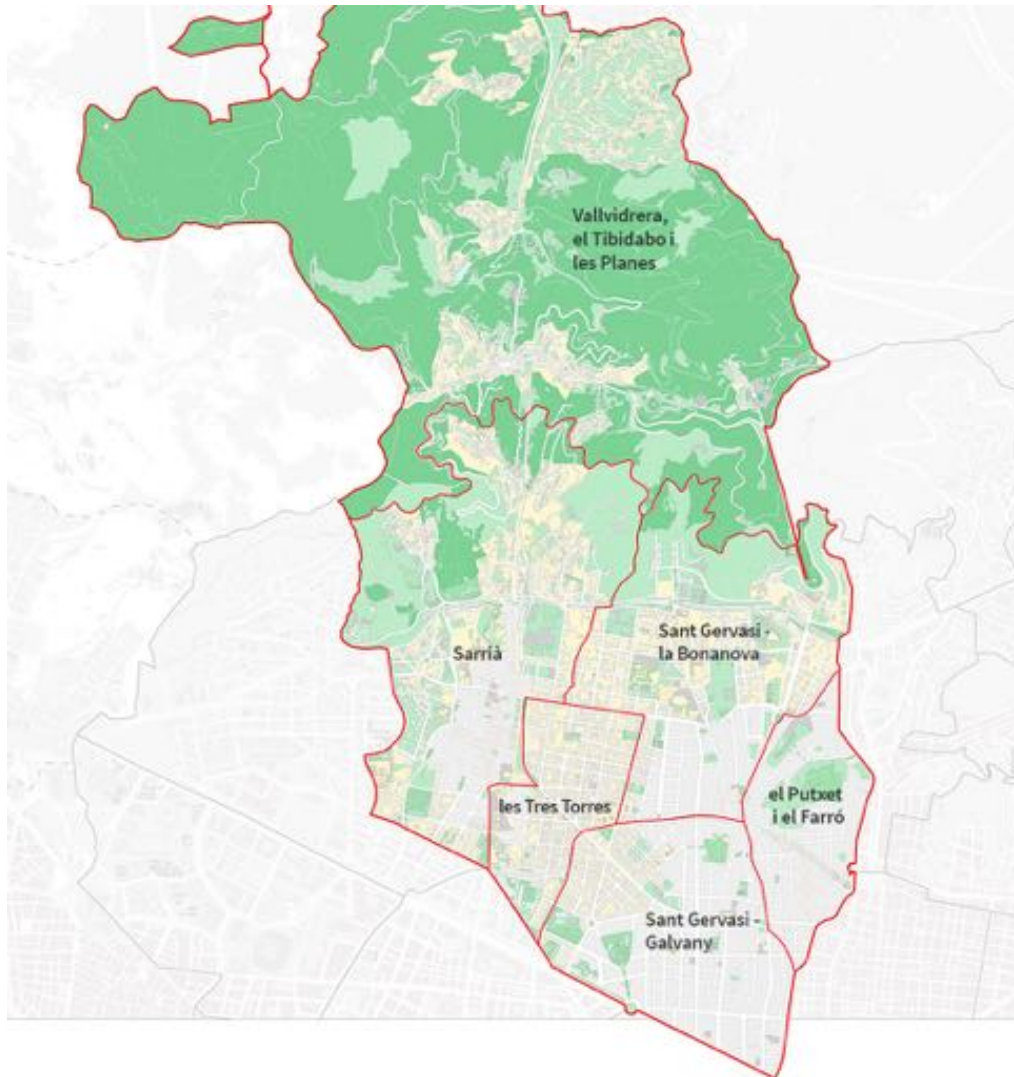 Vallvidrera,
el Tibidabo i
les Planes
Sant Gervasi -
la Bonanova
Sarrià
les Tres Torres
el Putxet
i el Farró
Sant Gervasi -
Galvany